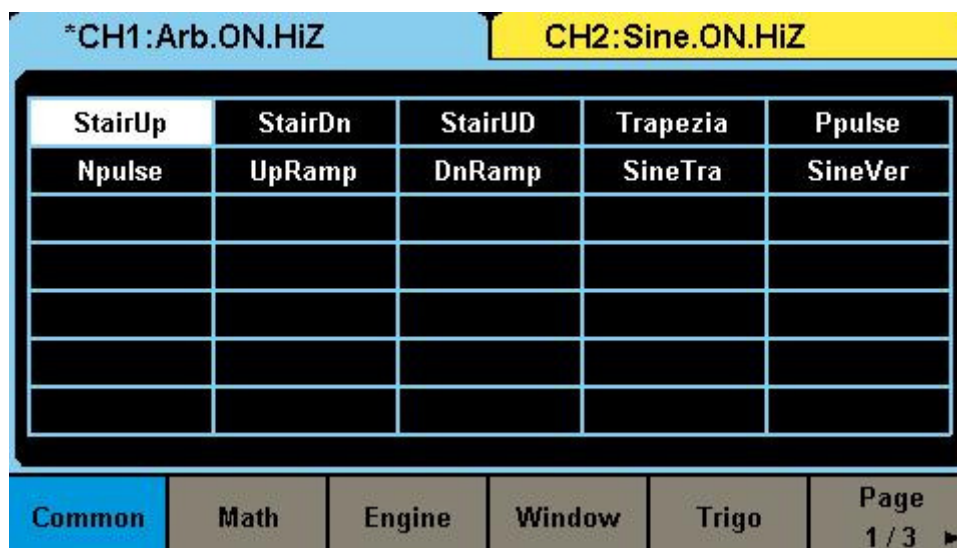 *CH1:Arb.ON.HiZ CH2:Sine.ON.HiZ
StairUp StairDn StairUD Trapezia Ppulse
Npulse UpRamp DnRamp SineTra SineVer
Common Math Engine Window Trigo Page
1/3 ►